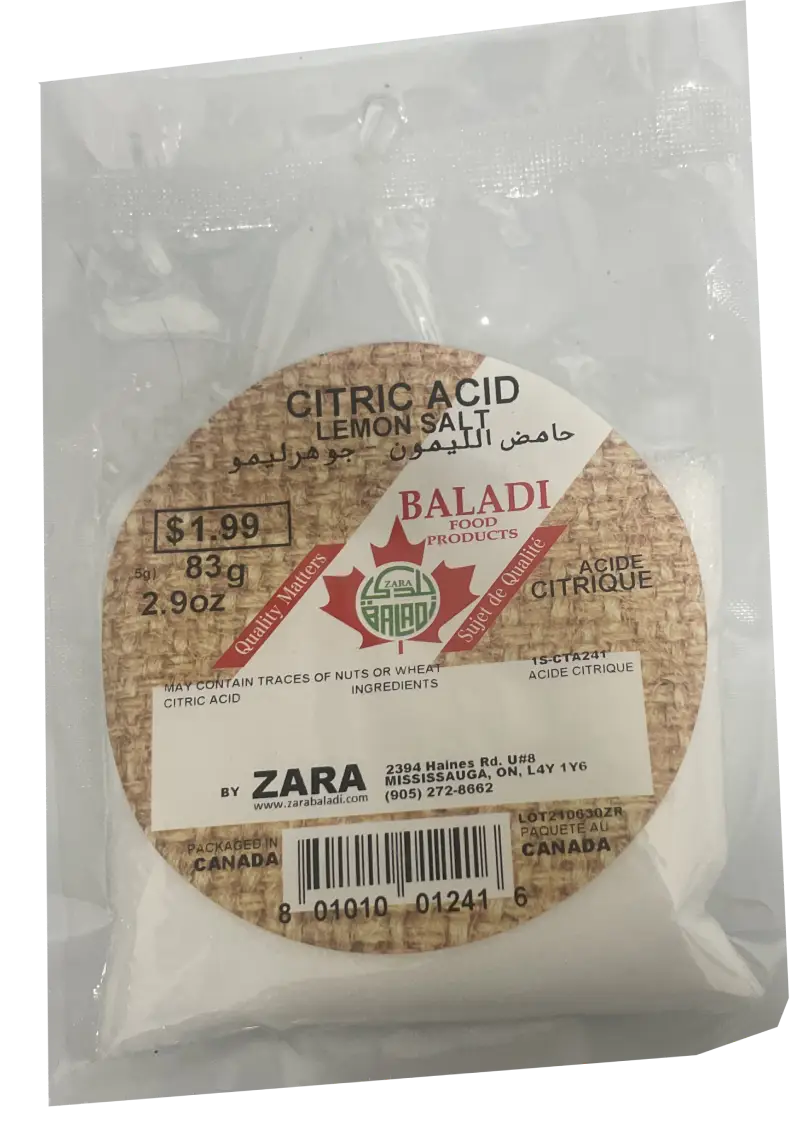 CITRIC ACID
LEMON SALT
حامض الليمون - جوهرليمو
BALADI
FOOD
PRODUCTS
$1.99
5g)
83g
2.9oz
Quality Matters
ZARA
بلدي
BALADI
Sujet de Qualité
ACIDE
CITRIQUE
MAY CONTAIN TRACES OF NUTS OR WHEAT
INGREDIENTS
CITRIC ACID
1S-CTA241
ACIDE CITRIQUE
BY ZARA
www.zarabaladi.com
2394 Haines Rd. U#8
MISSISSAUGA, ON, L4Y 1Y6
(905) 272-8662
PACKAGED IN
CANADA
LOT210630ZR
PAQUETE AU
CANADA
8 01010 01241 6